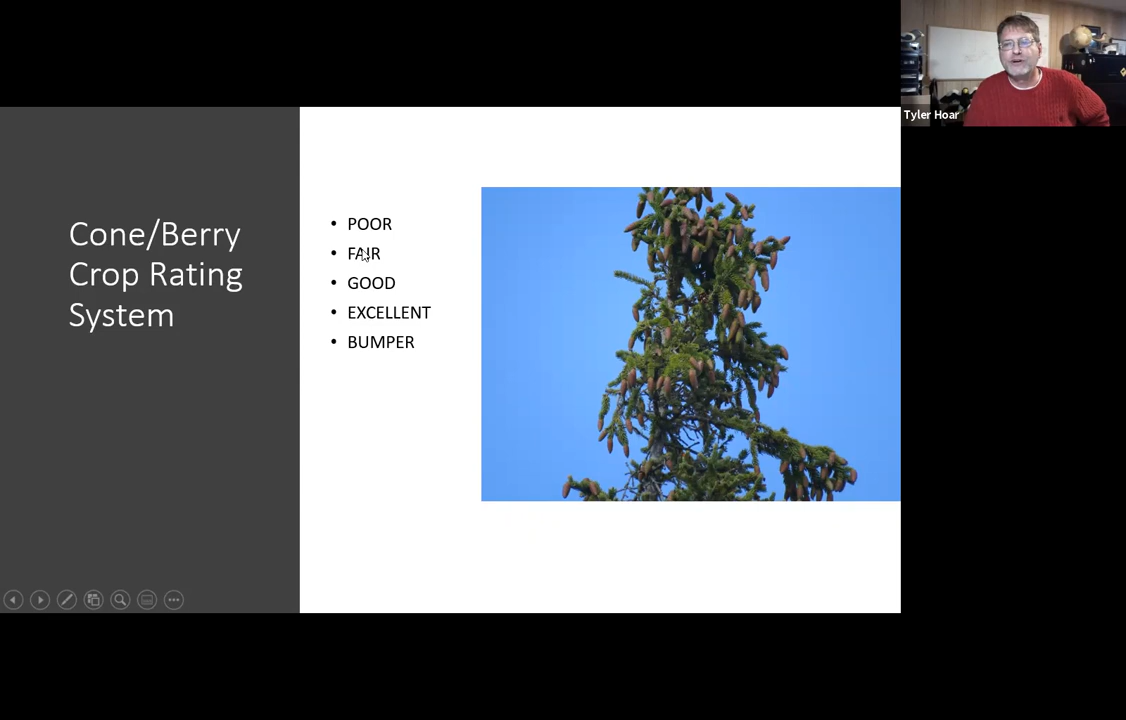 Cone/Berry
Crop Rating
System
• POOR
• FAIR
• GOOD
• EXCELLENT
• BUMPER
Tyler Hoar